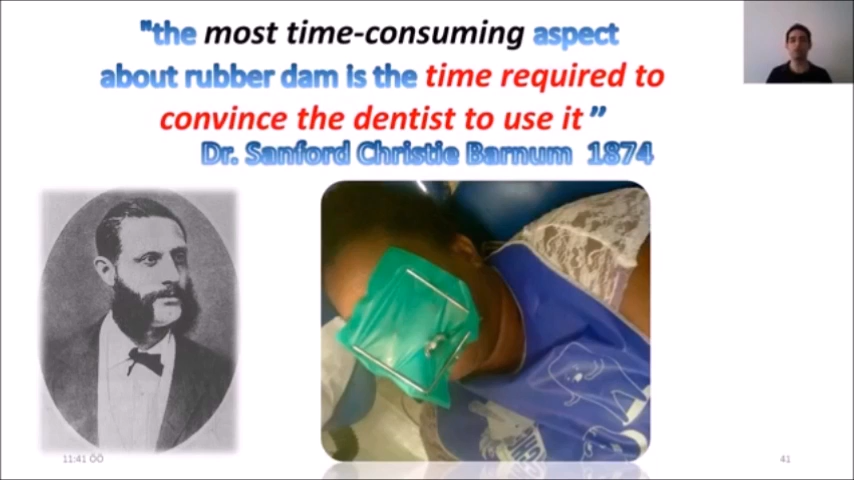 "the most time-consuming aspect
about rubber dam is the time required to
convince the dentist to use it ”
Dr. Sanford Christie Barnum 1874
11:41 ÖÖ
41